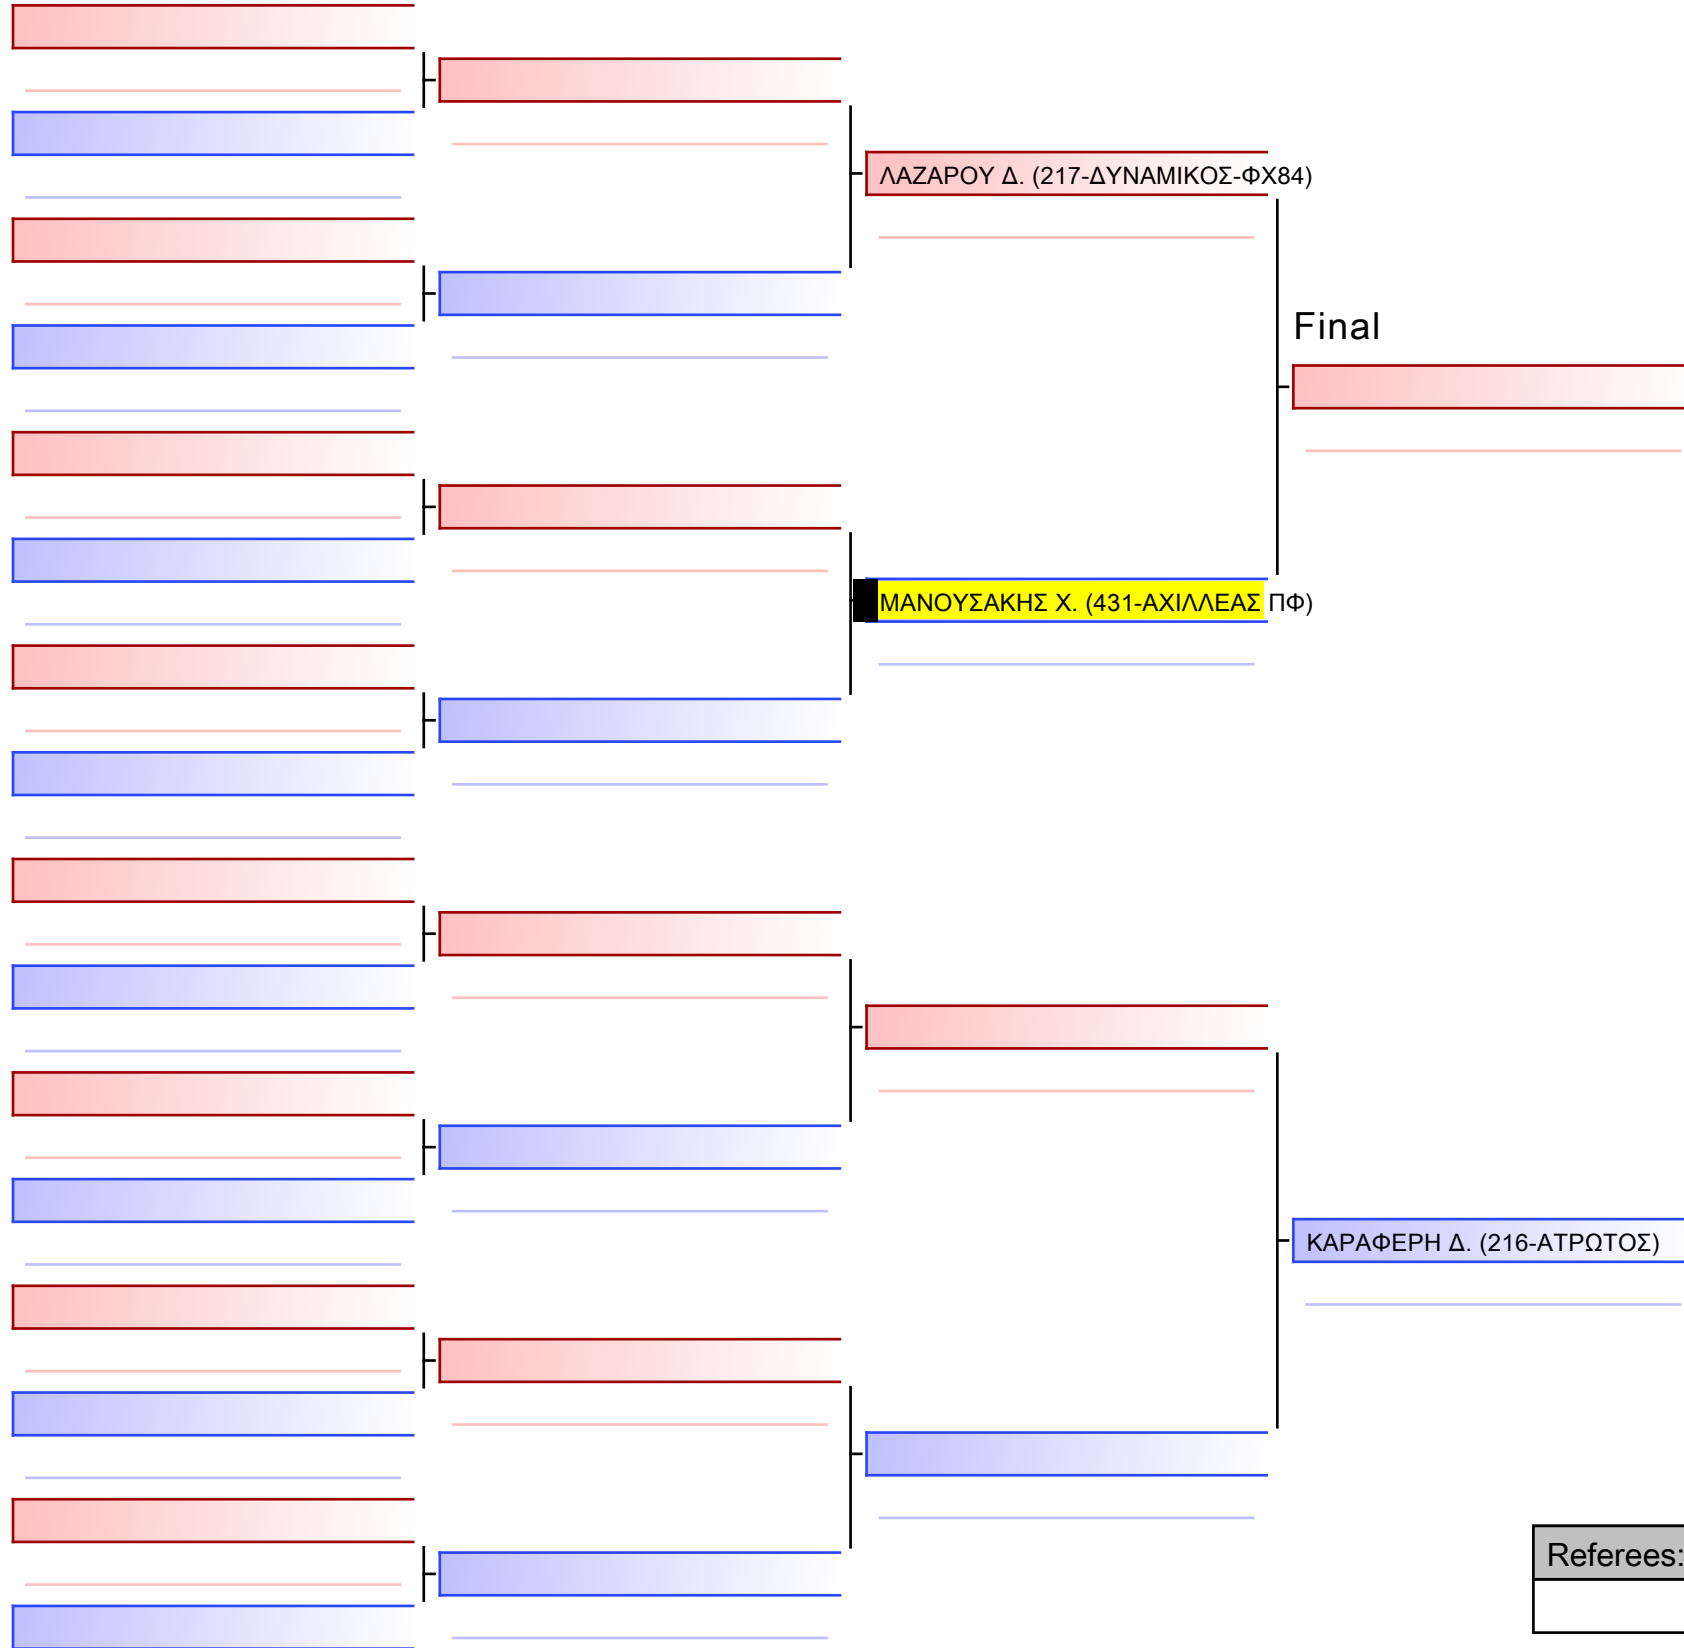 ΛΑΖΑΡΟΥ Δ. (217-ΔΥΝΑΜΙΚΟΣ-ΦΧ84)
Final
ΜΑΝΟΥΣΑΚΗΣ Χ. (431-ΑΧΙΛΛΕΑΣ ΠΦ)
ΚΑΡΑΦΕΡΗ Δ. (216-ΑΤΡΩΤΟΣ)
Referees: